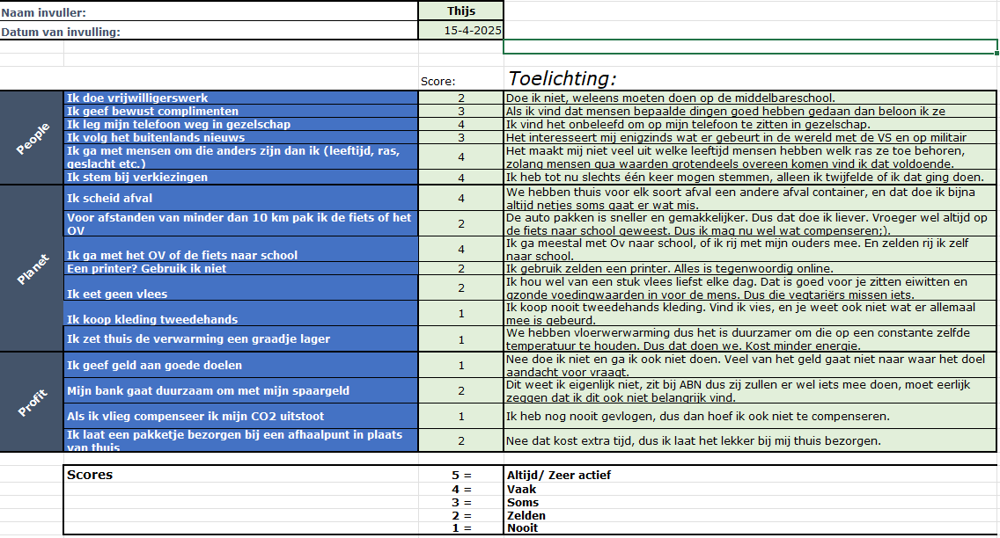 Naam invuller: Thijs
Datum van invulling: 15-4-2025
Score: Toelichting:
People
Ik doe vrijwilligerswerk 2 Doe ik niet, weleens moeten doen op de middelbareschool.
Ik geef bewust complimenten 3 Als ik vind dat mensen bepaalde dingen goed hebben gedaan dan beloon ik ze
Ik leg mijn telefoon weg in gezelschap 4 Ik vind het onbeleefd om op mijn telefoon te zitten in gezelschap.
Ik volg het buitenlands nieuws 3 Het interesseert mij enigzinds wat er gebeurt in de wereld met de VS en op militair
Ik ga met mensen om die anders zijn dan ik (leeftijd, ras, geslacht etc.) 4 Het maakt mij niet veel uit welke leeftijd mensen hebben welk ras ze toe behoren,
zolang mensen qua waarden grotendeels overeen komen vind ik dat voldoende.
Ik stem bij verkiezingen 4 Ik heb tot nu slechts één keer mogen stemmen, alleen ik twijfelde of ik dat ging doen.
Planet
Ik scheid afval 4 We hebben thuis voor elk soort afval een andere afval container, en dat doe ik bijna
altijd netjes soms gaat er wat mis.
Voor afstanden van minder dan 10 km pak ik de fiets of het OV 2 De auto pakken is sneller en gemakkelijker. Dus dat doe ik liever. Vroeger wel altijd op
de fiets naar school geweest. Dus ik mag nu wel wat compenseren;).
Ik ga met het OV of de fiets naar school 4 Ik ga meestal met Ov naar school, of ik rij met mijn ouders mee. En zelden rij ik zelf
naar school.
Een printer? Gebruik ik niet 2 Ik gebruik zelden een printer. Alles is tegenwoordig online.
Ik eet geen vlees 2 Ik hou wel van een stuk vlees liefst elke dag. Dat is goed voor je zitten eiwitten en
gzonde voedingwaarden in voor de mens. Dus die vegtariërs missen iets.
Ik koop kleding tweedehands 1 Ik koop nooit tweedehands kleding. Vind ik vies, en je weet ook niet wat er allemaal
mee is gebeurd.
Ik zet thuis de verwarming een graadje lager 1 We hebben vloerwerwarming dus het is duurzamer om die op een constante zelfde
temperatuur te houden. Dus dat doen we. Kost minder energie.
Profit
Ik geef geld aan goede doelen 1 Nee doe ik niet en ga ik ook niet doen. Veel van het geld gaat niet naar waar het doel
aandacht voor vraagt.
Mijn bank gaat duurzaam om met mijn spaargeld 2 Dit weet ik eigenlijk niet, zit bij ABN dus zij zullen er wel iets mee doen, moet eerlijk
zeggen dat ik dit ook niet belangrijk vind.
Als ik vlieg compenseer ik mijn CO2 uitstoot 1 Ik heb nog nooit gevlogen, dus dan hoef ik ook niet te compenseren.
Ik laat een pakketje bezorgen bij een afhaalpunt in plaats van thuis 2 Nee dat kost extra tijd, dus ik laat het lekker bij mij thuis bezorgen.
Scores 5 = Altijd/ Zeer actief
4 = Vaak
3 = Soms
2 = Zelden
1 = Nooit